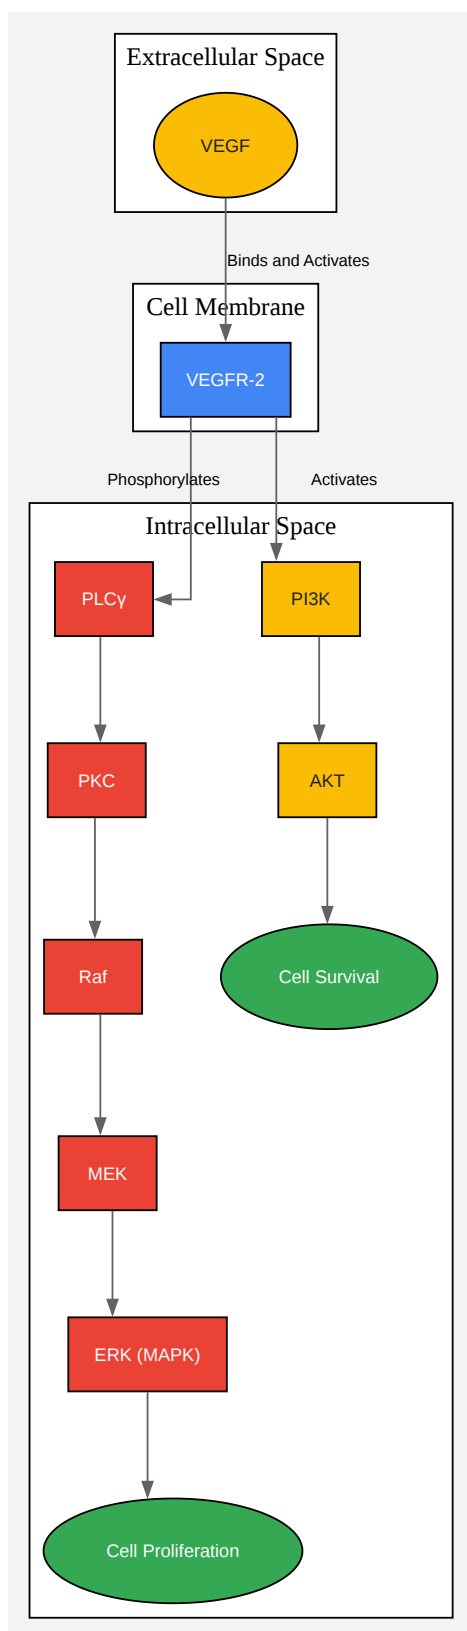 Extracellular Space
VEGF
Binds and Activates
Cell Membrane
VEGFR-2
Phosphorylates
Activates
Intracellular Space
PLCγ
PI3K
PKC
AKT
Raf
Cell Survival
MEK
ERK (MAPK)
Cell Proliferation